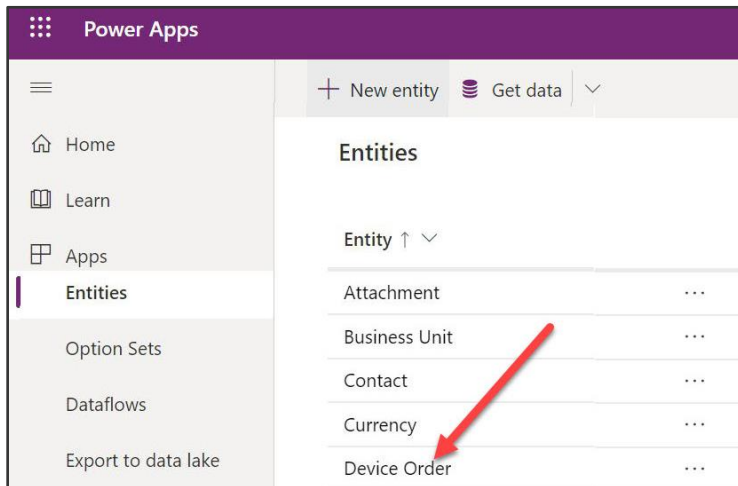 Power Apps
New entity Get data
Home
Learn
Apps
Entities
Option Sets
Dataflows
Export to data lake
Entities
Entity
Attachment
Business Unit
Contact
Currency
Device Order